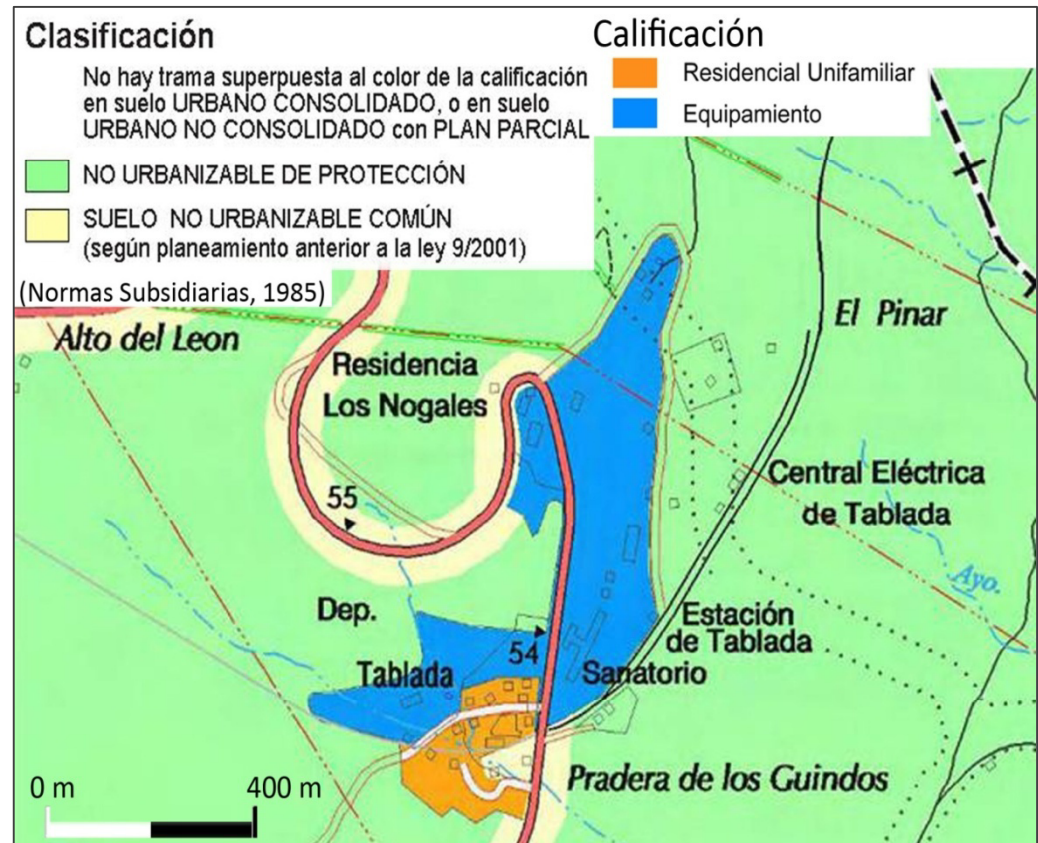 Clasificación
No hay trama superpuesta al color de la calificación
en suelo URBANO CONSOLIDADO, o en suelo
URBANO NO CONSOLIDADO con PLAN PARCIAL
NO URBANIZABLE DE PROTECCIÓN
SUELO NO URBANIZABLE COMÚN
(según planeamiento anterior a la ley 9/2001)
(Normas Subsidiarias, 1985)
Calificación
Residencial Unifamiliar
Equipamiento
Alto del Leon
Residencia
Los Nogales
El Pinar
55
Central Eléctrica
de Tablada
Ayo.
Dep.
Estación
de Tablada
54
Tablada
Sanatorio
Pradera de los Guindos
0 m
400 m